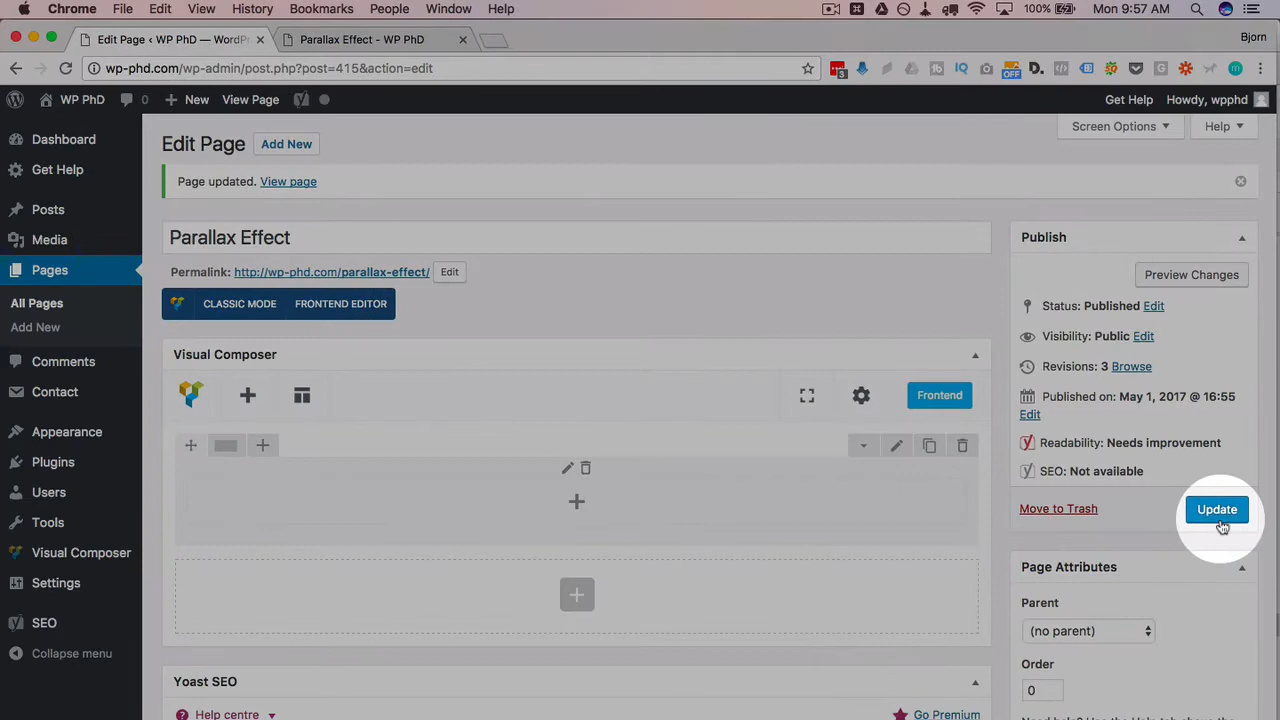 Chrome File Edit View History Bookmarks People Window Help 100% Mon 9:57 AM
Edit Page ‹ WP PhD — WordPr Parallax Effect - WP PhD Bjorn
wp-phd.com/wp-admin/post.php?post=415&action=edit 3 OFF
WP PhD 0 New View Page Get Help Howdy, wpphd
Dashboard
Get Help
Posts
Media
Pages
All Pages
Add New
Comments
Contact
Appearance
Plugins
Users
Tools
Visual Composer
Settings
SEO
Collapse menu
Screen Options Help
Edit Page Add New
Page updated. View page
Parallax Effect
Permalink: http://wp-phd.com/parallax-effect/ Edit
CLASSIC MODE FRONTEND EDITOR
Visual Composer
Frontend
Yoast SEO
Help centre Go Premium
Publish
Preview Changes
Status: Published Edit
Visibility: Public Edit
Revisions: 3 Browse
Published on: May 1, 2017 @ 16:55
Edit
Readability: Needs improvement
SEO: Not available
Move to Trash Update
Page Attributes
Parent
(no parent)
Order
0